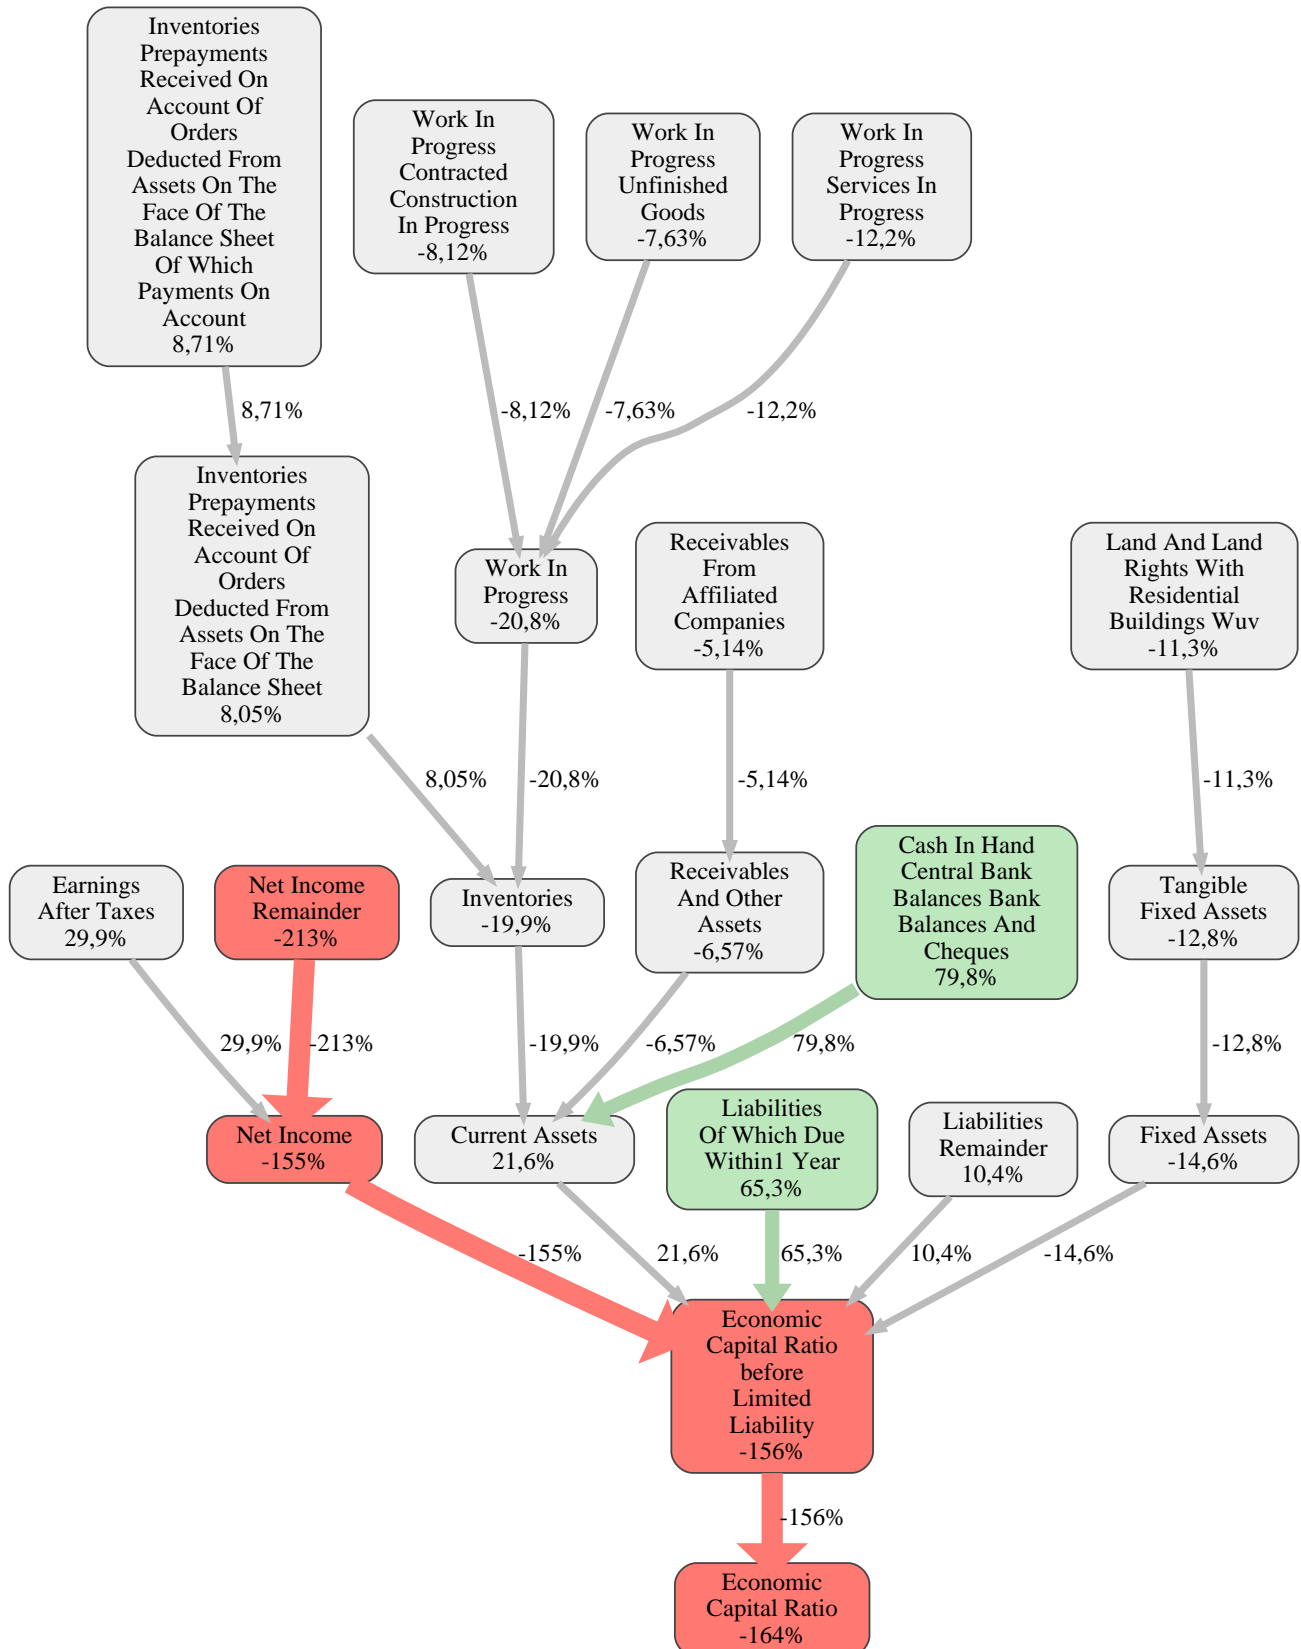 Inventories
Prepayments
Received On
Account Of
Orders
Deducted From
Assets On The
Face Of The
Balance Sheet
Of Which
Payments On
Account
8,71%
Work In
Progress
Contracted
Construction
In Progress
-8,12%
Work In
Progress
Unfinished
Goods
-7,63%
Work In
Progress
Services In
Progress
-12,2%
8,71%
-8,12%
-7,63%
-12,2%
Inventories
Prepayments
Received On
Account Of
Orders
Deducted From
Assets On The
Face Of The
Balance Sheet
8,05%
Work In
Progress
-20,8%
Receivables
From
Affiliated
Companies
-5,14%
Land And Land
Rights With
Residential
Buildings Wuv
-11,3%
8,05%
-20,8%
-5,14%
-11,3%
Earnings
After Taxes
29,9%
Net Income
Remainder
-213%
Inventories
-19,9%
Receivables
And Other
Assets
-6,57%
Cash In Hand
Central Bank
Balances Bank
Balances And
Cheques
79,8%
Tangible
Fixed Assets
-12,8%
29,9%
-213%
-19,9%
-6,57%
79,8%
-12,8%
Net Income
-155%
Current Assets
21,6%
Liabilities
Of Which Due
Within1 Year
65,3%
Liabilities
Remainder
10,4%
Fixed Assets
-14,6%
-155%
21,6%
65,3%
10,4%
-14,6%
Economic
Capital Ratio
before
Limited
Liability
-156%
-156%
Economic
Capital Ratio
-164%